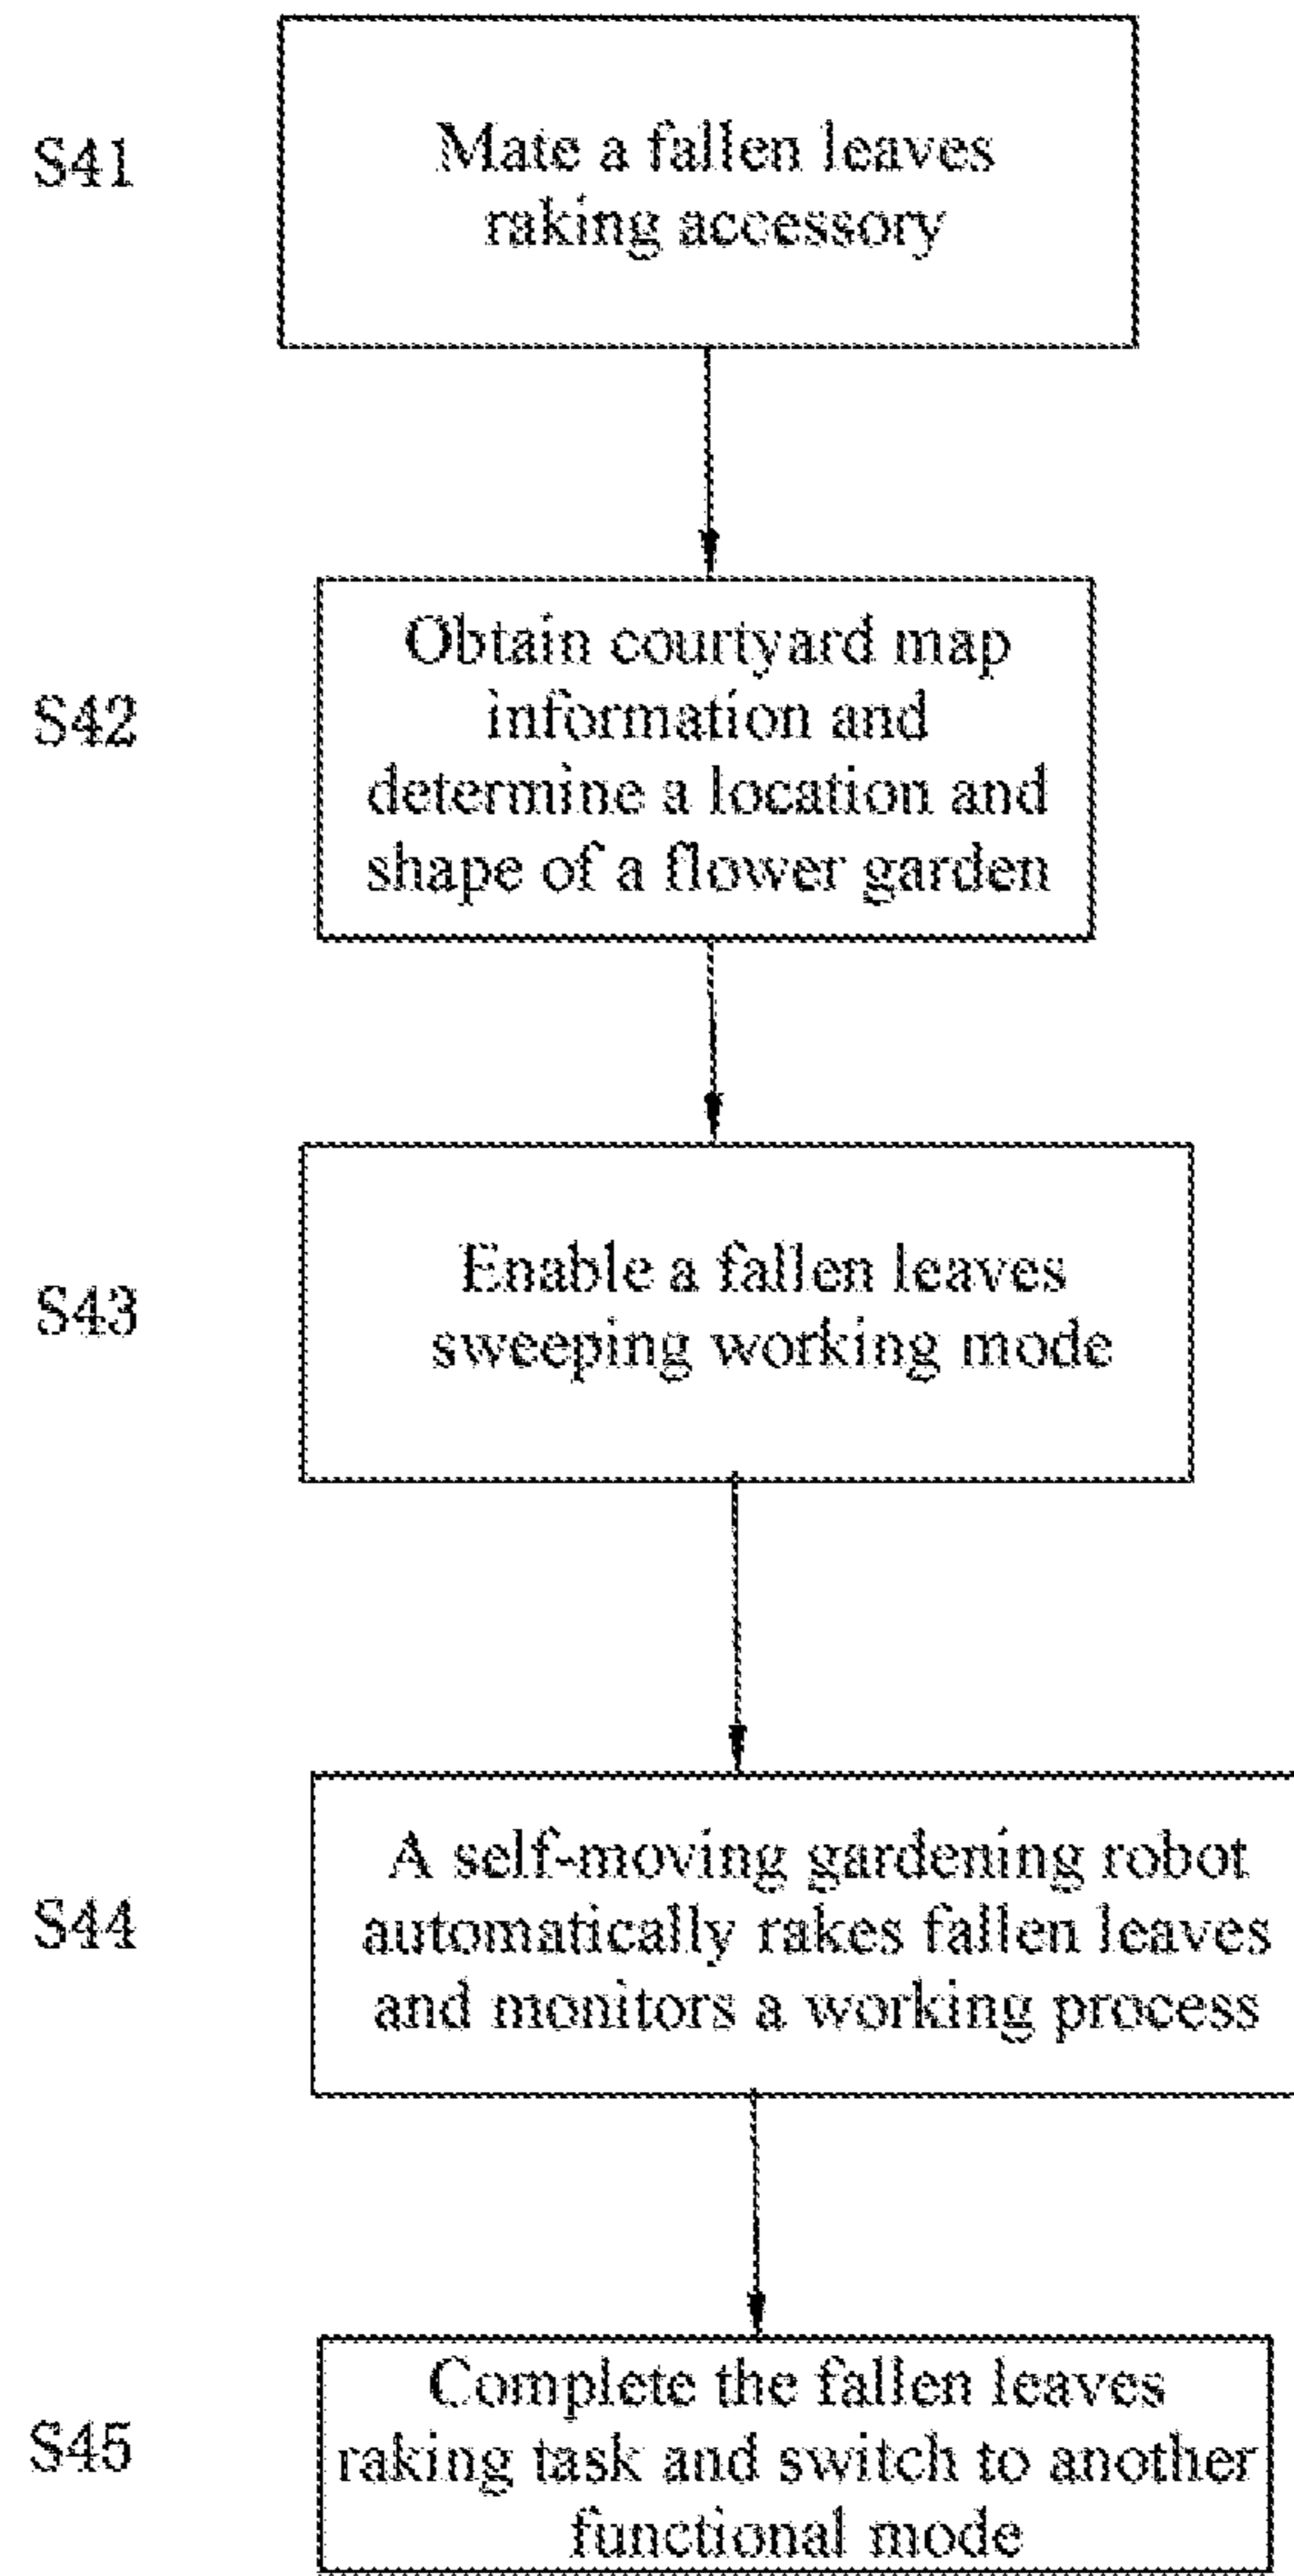 S41
Mate a fallen leaves
raking accessory
S42
Obtain courtyard map
information and
determine a location and
shape of a flower garden
S43
Enable a fallen leaves
sweeping working mode
S44
A self-moving gardening robot
automatically rakes fallen leaves
and monitors a working process
S45
Complete the fallen leaves
raking task and switch to another
functional mode